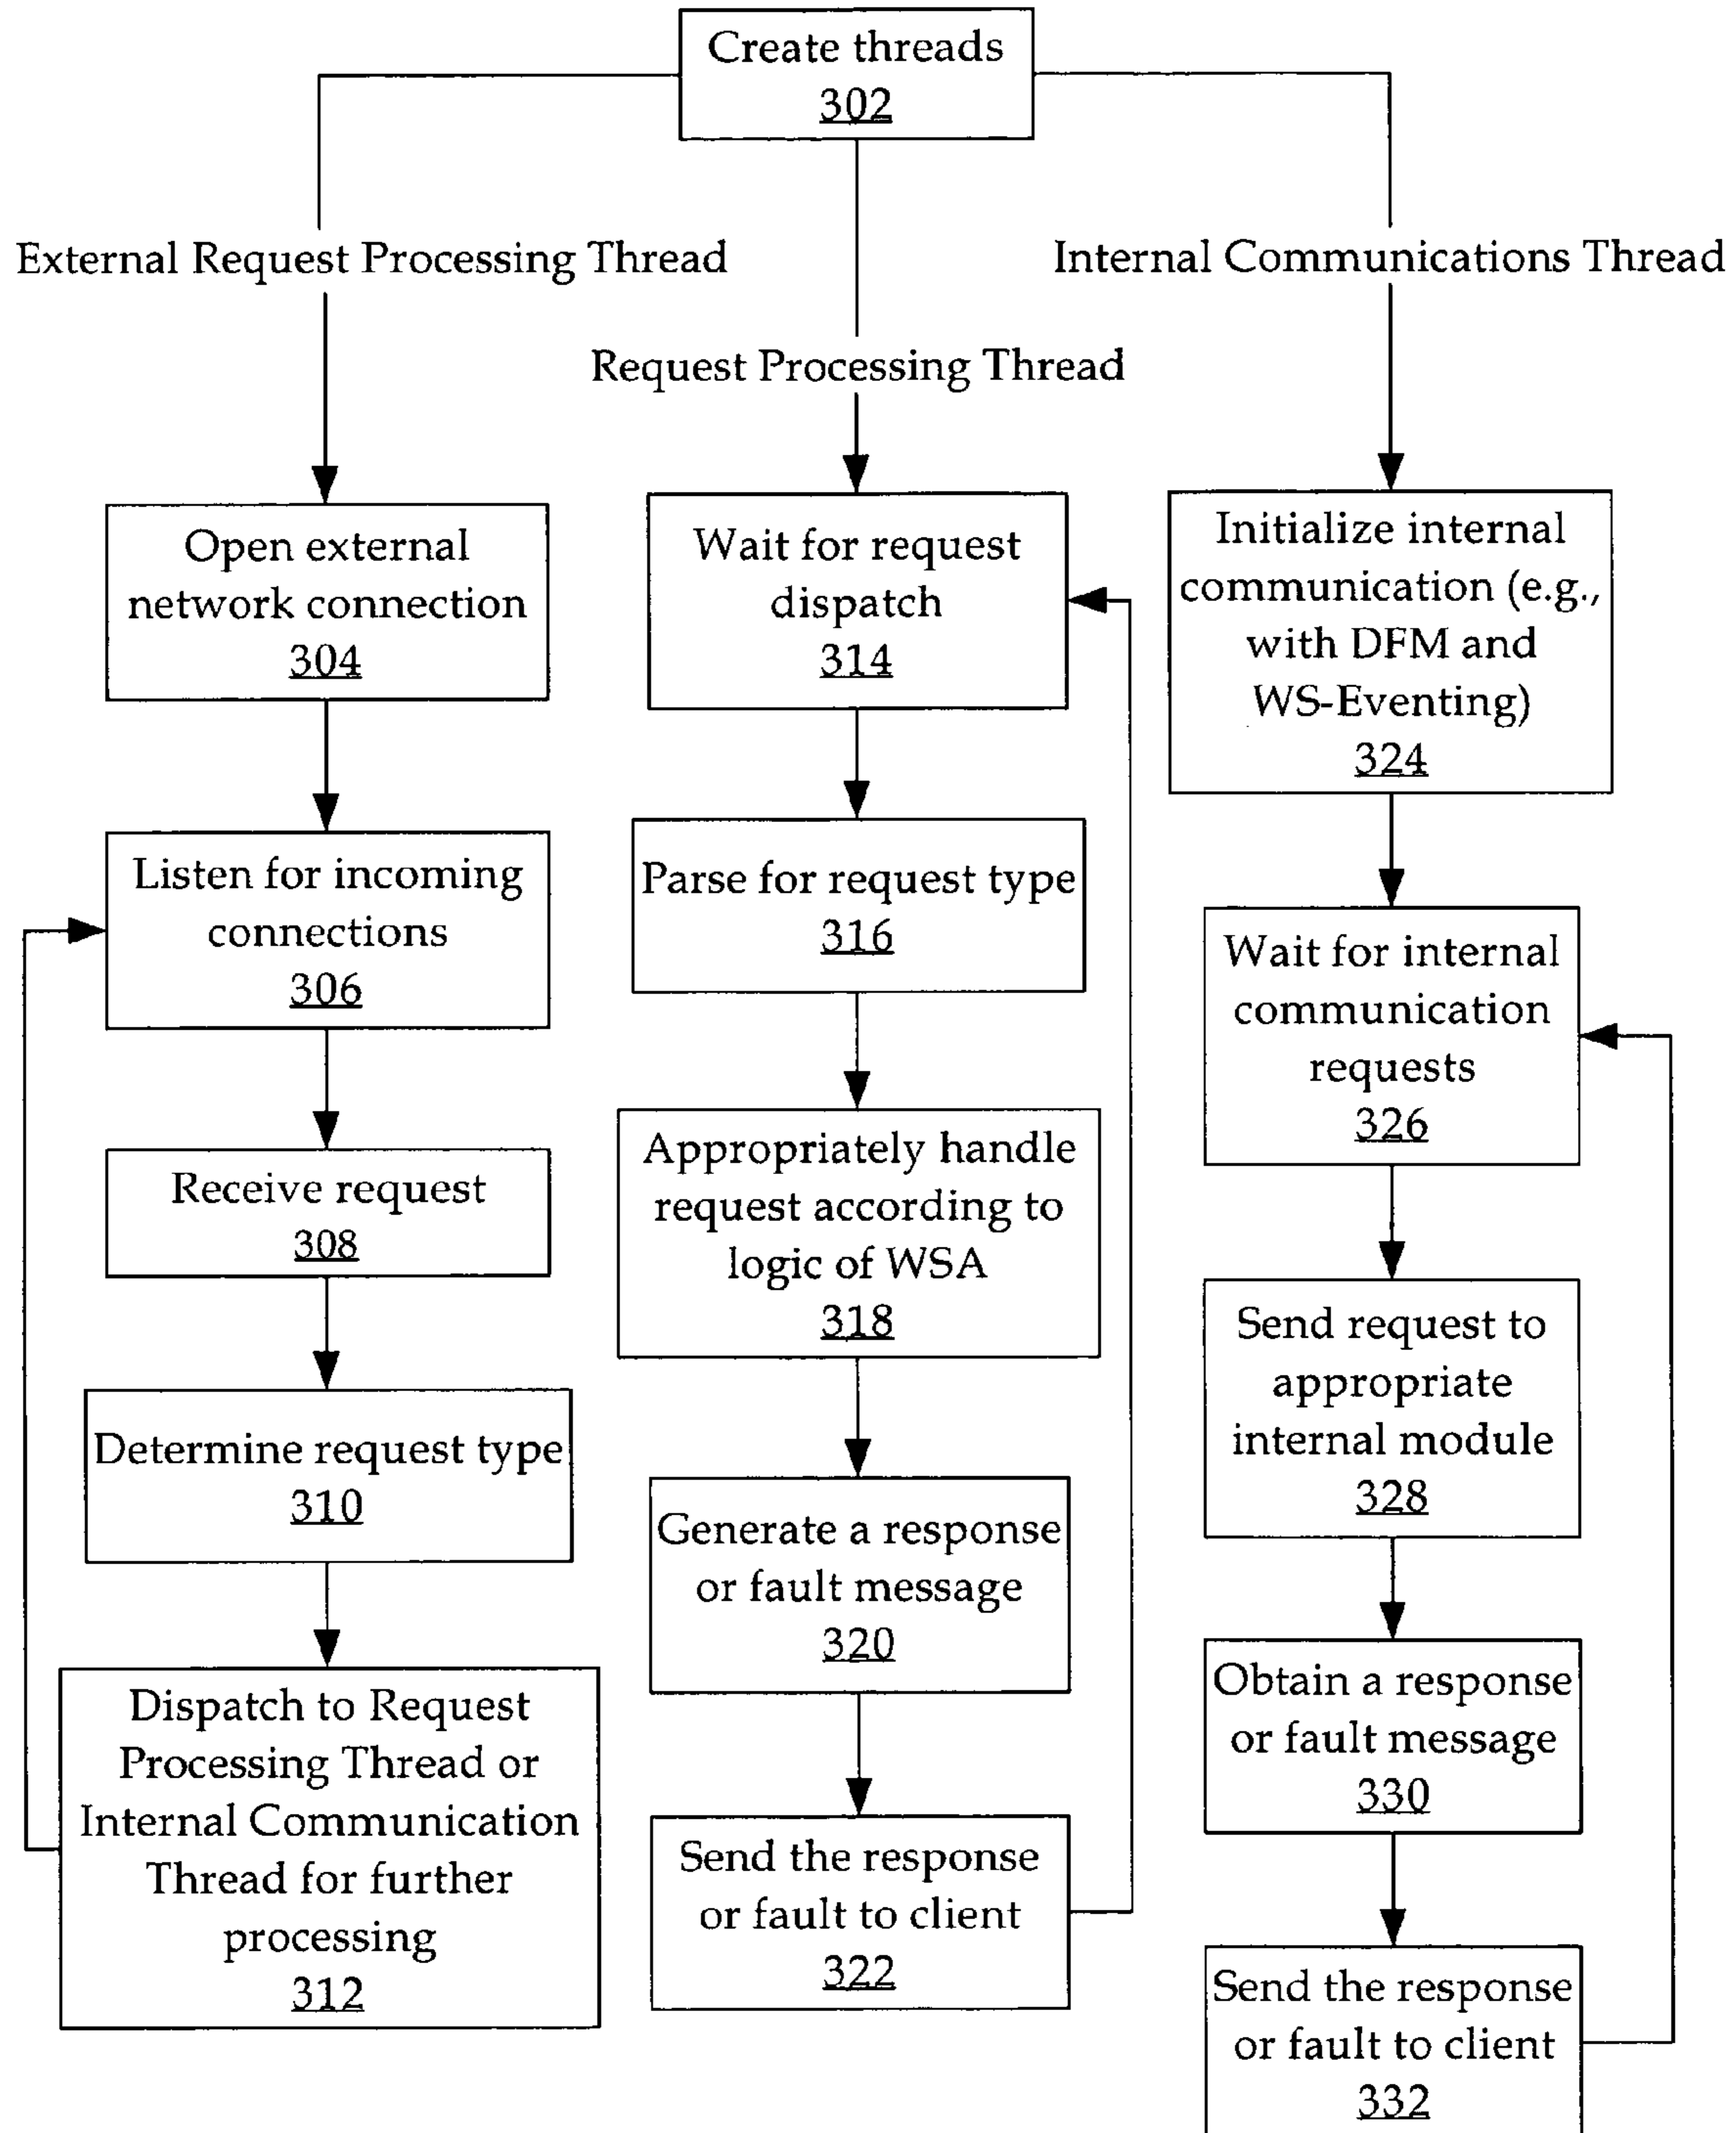 Create threads
302
External Request Processing Thread
Internal Communications Thread
Request Processing Thread
Open external
network connection
304
Listen for incoming
connections
306
Receive request
308
Determine request type
310
Dispatch to Request
Processing Thread or
Internal Communication
Thread for further
processing
312
Wait for request
dispatch
314
Parse for request type
316
Appropriately handle
request according to
logic of WSA
318
Generate a response
or fault message
320
Send the response
or fault to client
322
Initialize internal
communication (e.g.,
with DFM and
WS-Eventing)
324
Wait for internal
communication
requests
326
Send request to
appropriate
internal module
328
Obtain a response
or fault message
330
Send the response
or fault to client
332